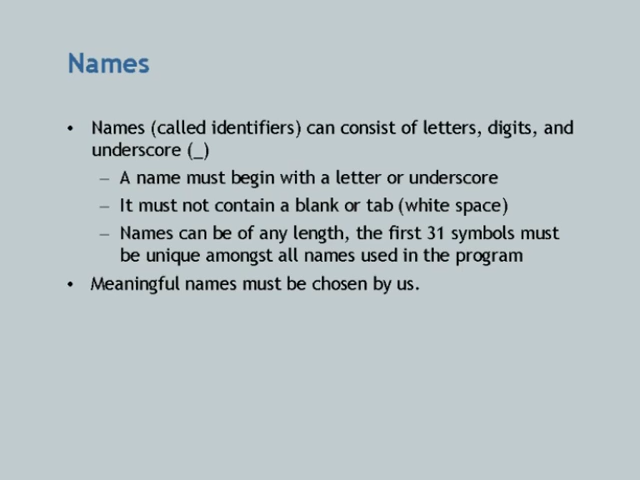 Names
• Names (called identifiers) can consist of letters, digits, and
underscore (_)
– A name must begin with a letter or underscore
– It must not contain a blank or tab (white space)
– Names can be of any length, the first 31 symbols must
be unique amongst all names used in the program
• Meaningful names must be chosen by us.